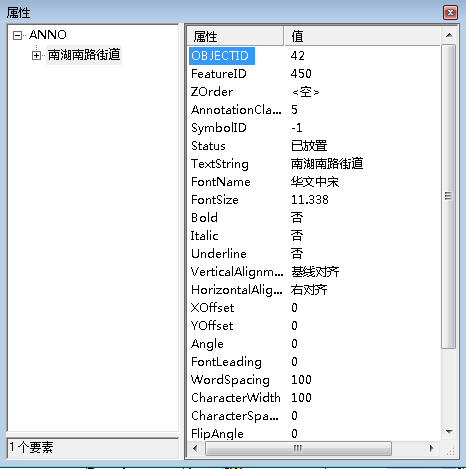 属性
ANNO
南湖南路街道
属性 值
OBJECTID 42
FeatureID 450
ZOrder <空>
AnnotationCla... 5
SymbolID -1
Status 已放置
TextString 南湖南路街道
FontName 华文中宋
FontSize 11.338
Bold 否
Italic 否
Underline 否
VerticalAlignm... 基线对齐
HorizontalAlig... 右对齐
XOffset 0
YOffset 0
Angle 0
FontLeading 0
WordSpacing 100
CharacterWidth 100
CharacterSpa... 0
FlipAngle 0
1个要素